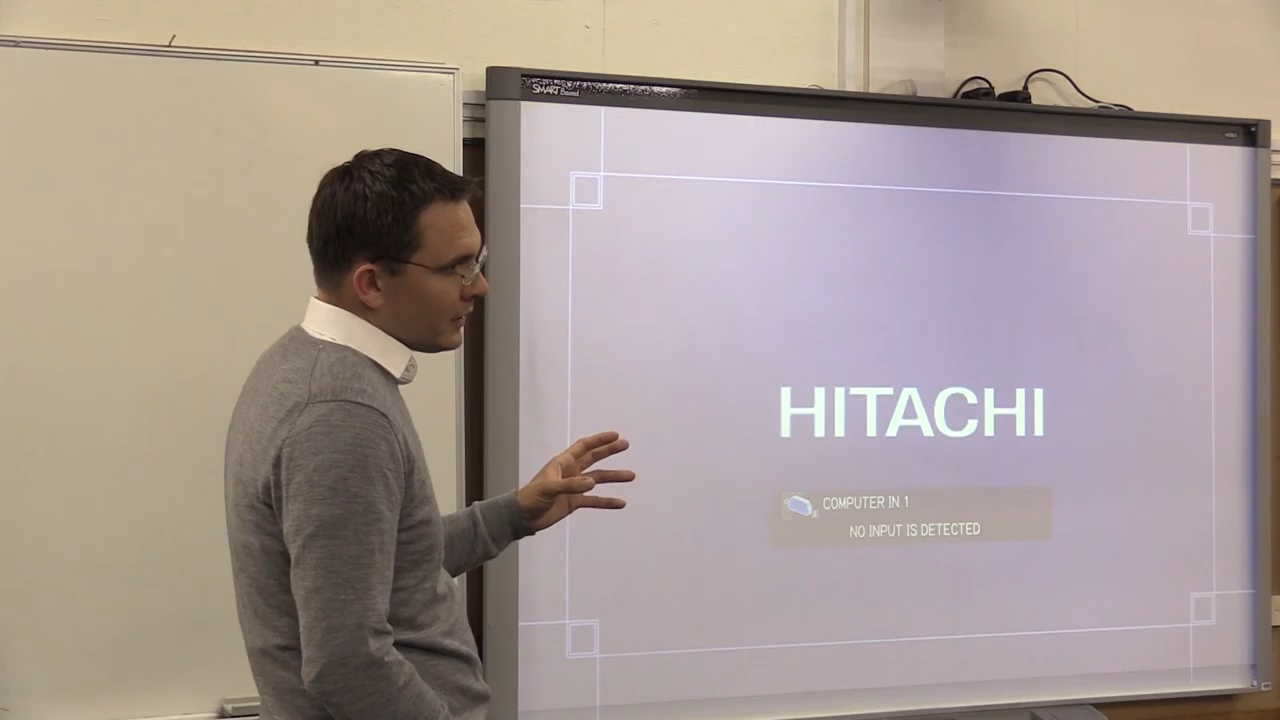 SMART Board
HITACHI
COMPUTER IN 1
NO INPUT IS DETECTED